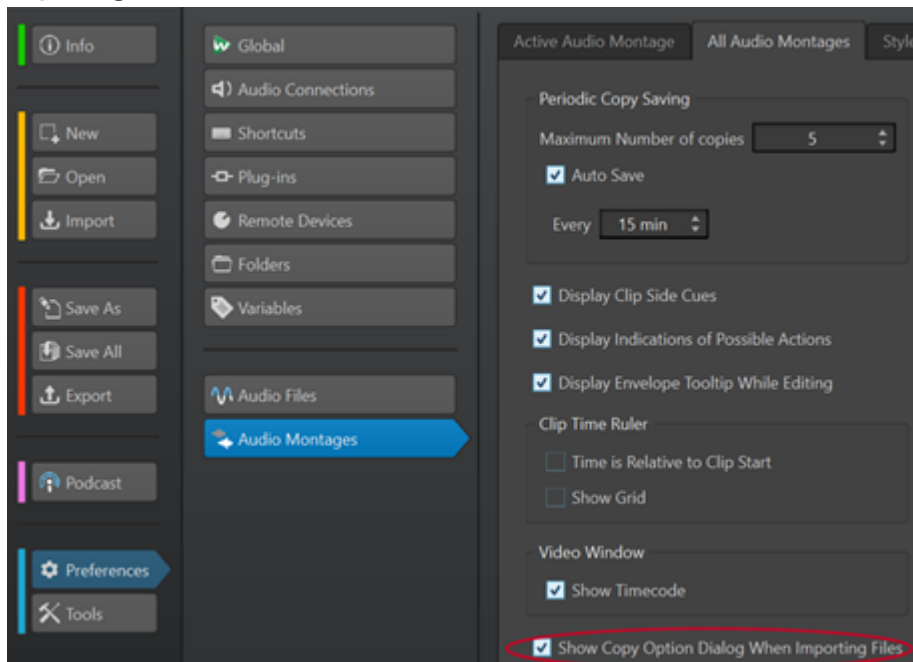 Info
New
Open
Import
Save As
Save All
Export
Podcast
Preferences
Tools
Global
Audio Connections
Shortcuts
Plug-ins
Remote Devices
Folders
Variables
Audio Files
Audio Montages
Active Audio Montage All Audio Montages Style
Periodic Copy Saving
Maximum Number of copies 5
Auto Save
Every 15 min
Display Clip Side Cues
Display Indications of Possible Actions
Display Envelope Tooltip While Editing
Clip Time Ruler
Time is Relative to Clip Start
Show Grid
Video Window
Show Timecode
Show Copy Option Dialog When Importing Files